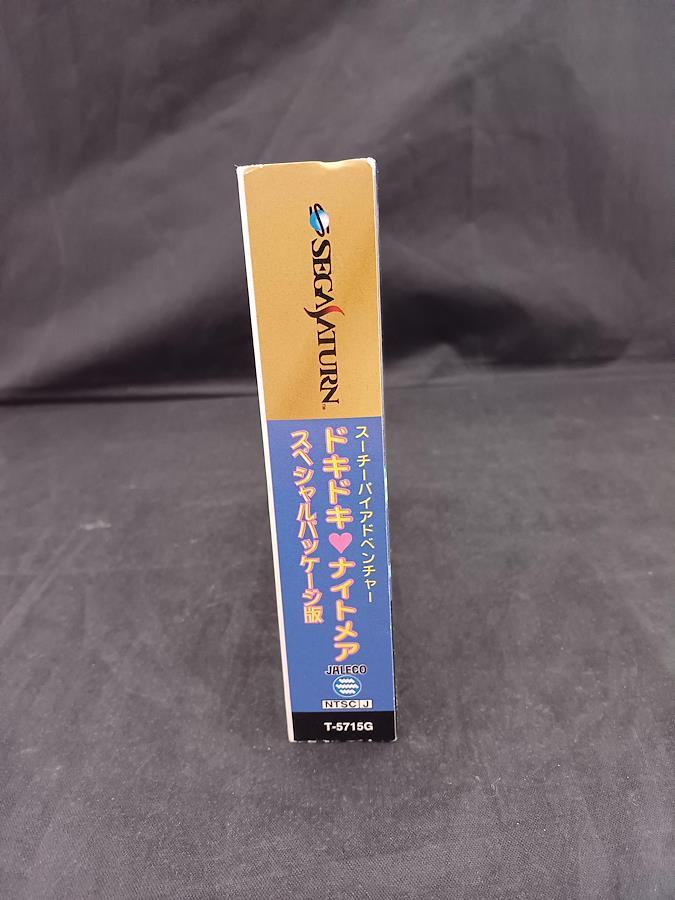 SEGA SATURN™
スーチーパイアドベンチャー
ドキドキ♥ナイトメア
スペシャルパッケージ版
JALECO
NTSC J
T-5715G